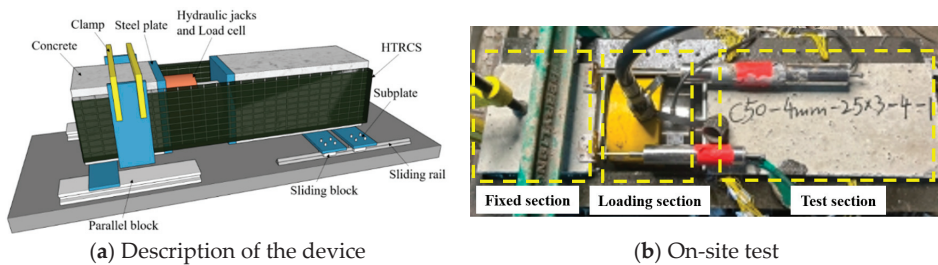 Clamp
Steel plate
Hydraulic jacks
and Load cell
Concrete
HTRCS
Subplate
Sliding rail
Sliding block
Parallel block
(a) Description of the device
C50-4mm-25×3-4-1
Fixed section
Loading section
Test section
(b) On-site test